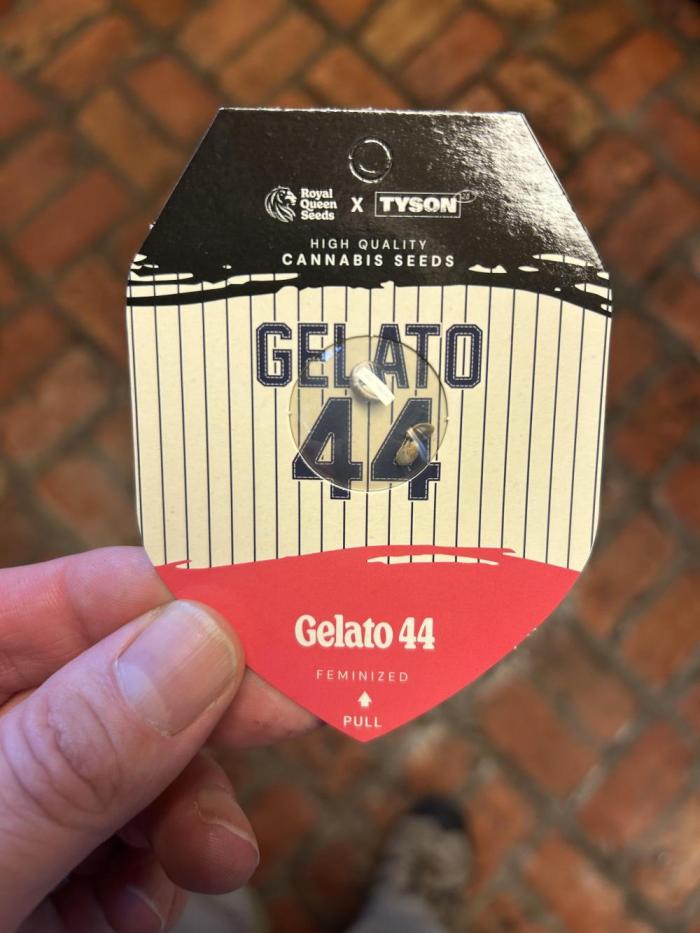 Royal Queen Seeds X TYSON
HIGH QUALITY
CANNABIS SEEDS
GELATO
44
Gelato 44
FEMINIZED
PULL